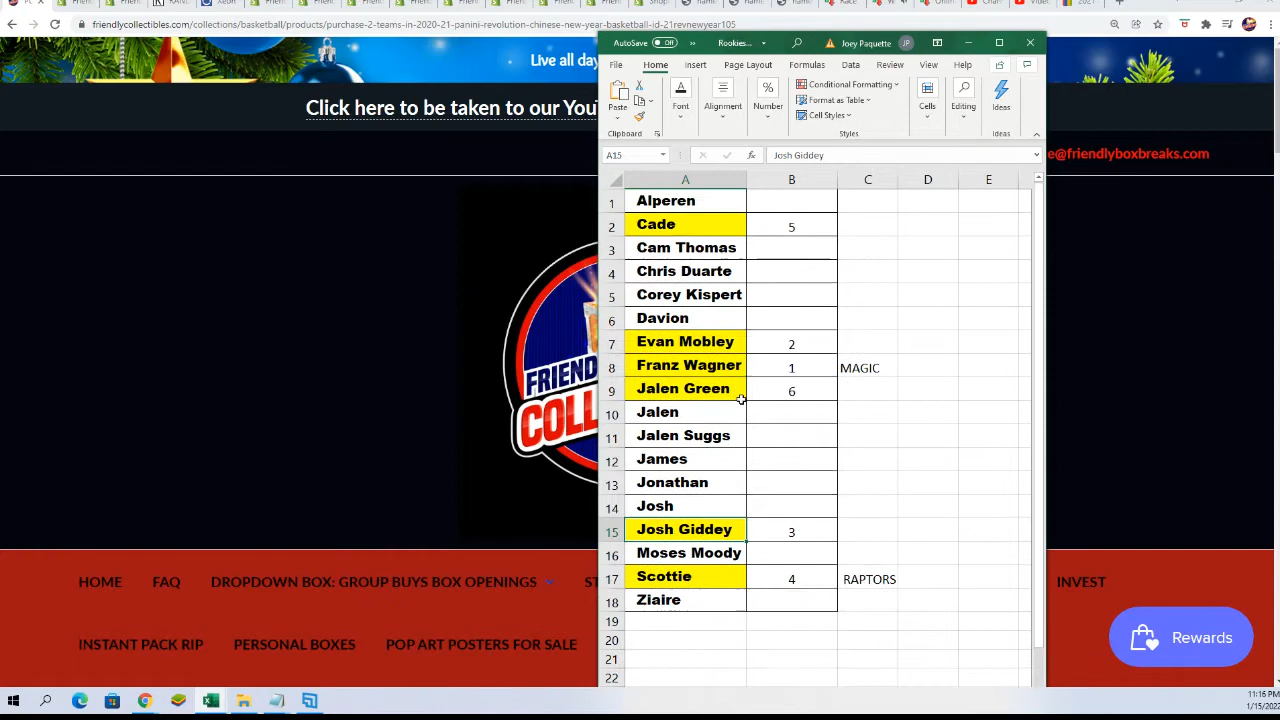 friendlycollectibles.com/collections/basketball/products/purchase-2-teams-in-2020-21-panini-revolution-chinese-new-year-basketball-id-21revnewyear105
Live all day
Click here to be taken to our You
e@friendlyboxbreaks.com
FRIEND
COLL
HOME
FAQ
DROPDOWN BOX: GROUP BUYS BOX OPENINGS
ST
INVEST
INSTANT PACK RIP
PERSONAL BOXES
POP ART POSTERS FOR SALE
Rewards
AutoSave
Off
Rookies...
Joey Paquette
JP
File
Home
Insert
Page Layout
Formulas
Data
Review
View
Help
Paste
Font
Alignment
Number
Conditional Formatting
Format as Table
Cell Styles
Cells
Editing
Ideas
Clipboard
Styles
Ideas
A15
fx
Josh Giddey
A B C D E
1 Alperen
2 Cade 5
3 Cam Thomas
4 Chris Duarte
5 Corey Kispert
6 Davion
7 Evan Mobley 2
8 Franz Wagner 1 MAGIC
9 Jalen Green 6
10 Jalen
11 Jalen Suggs
12 James
13 Jonathan
14 Josh
15 Josh Giddey 3
16 Moses Moody
17 Scottie 4 RAPTORS
18 Ziaire
19
20
21
22
11:16 PM
1/15/2022